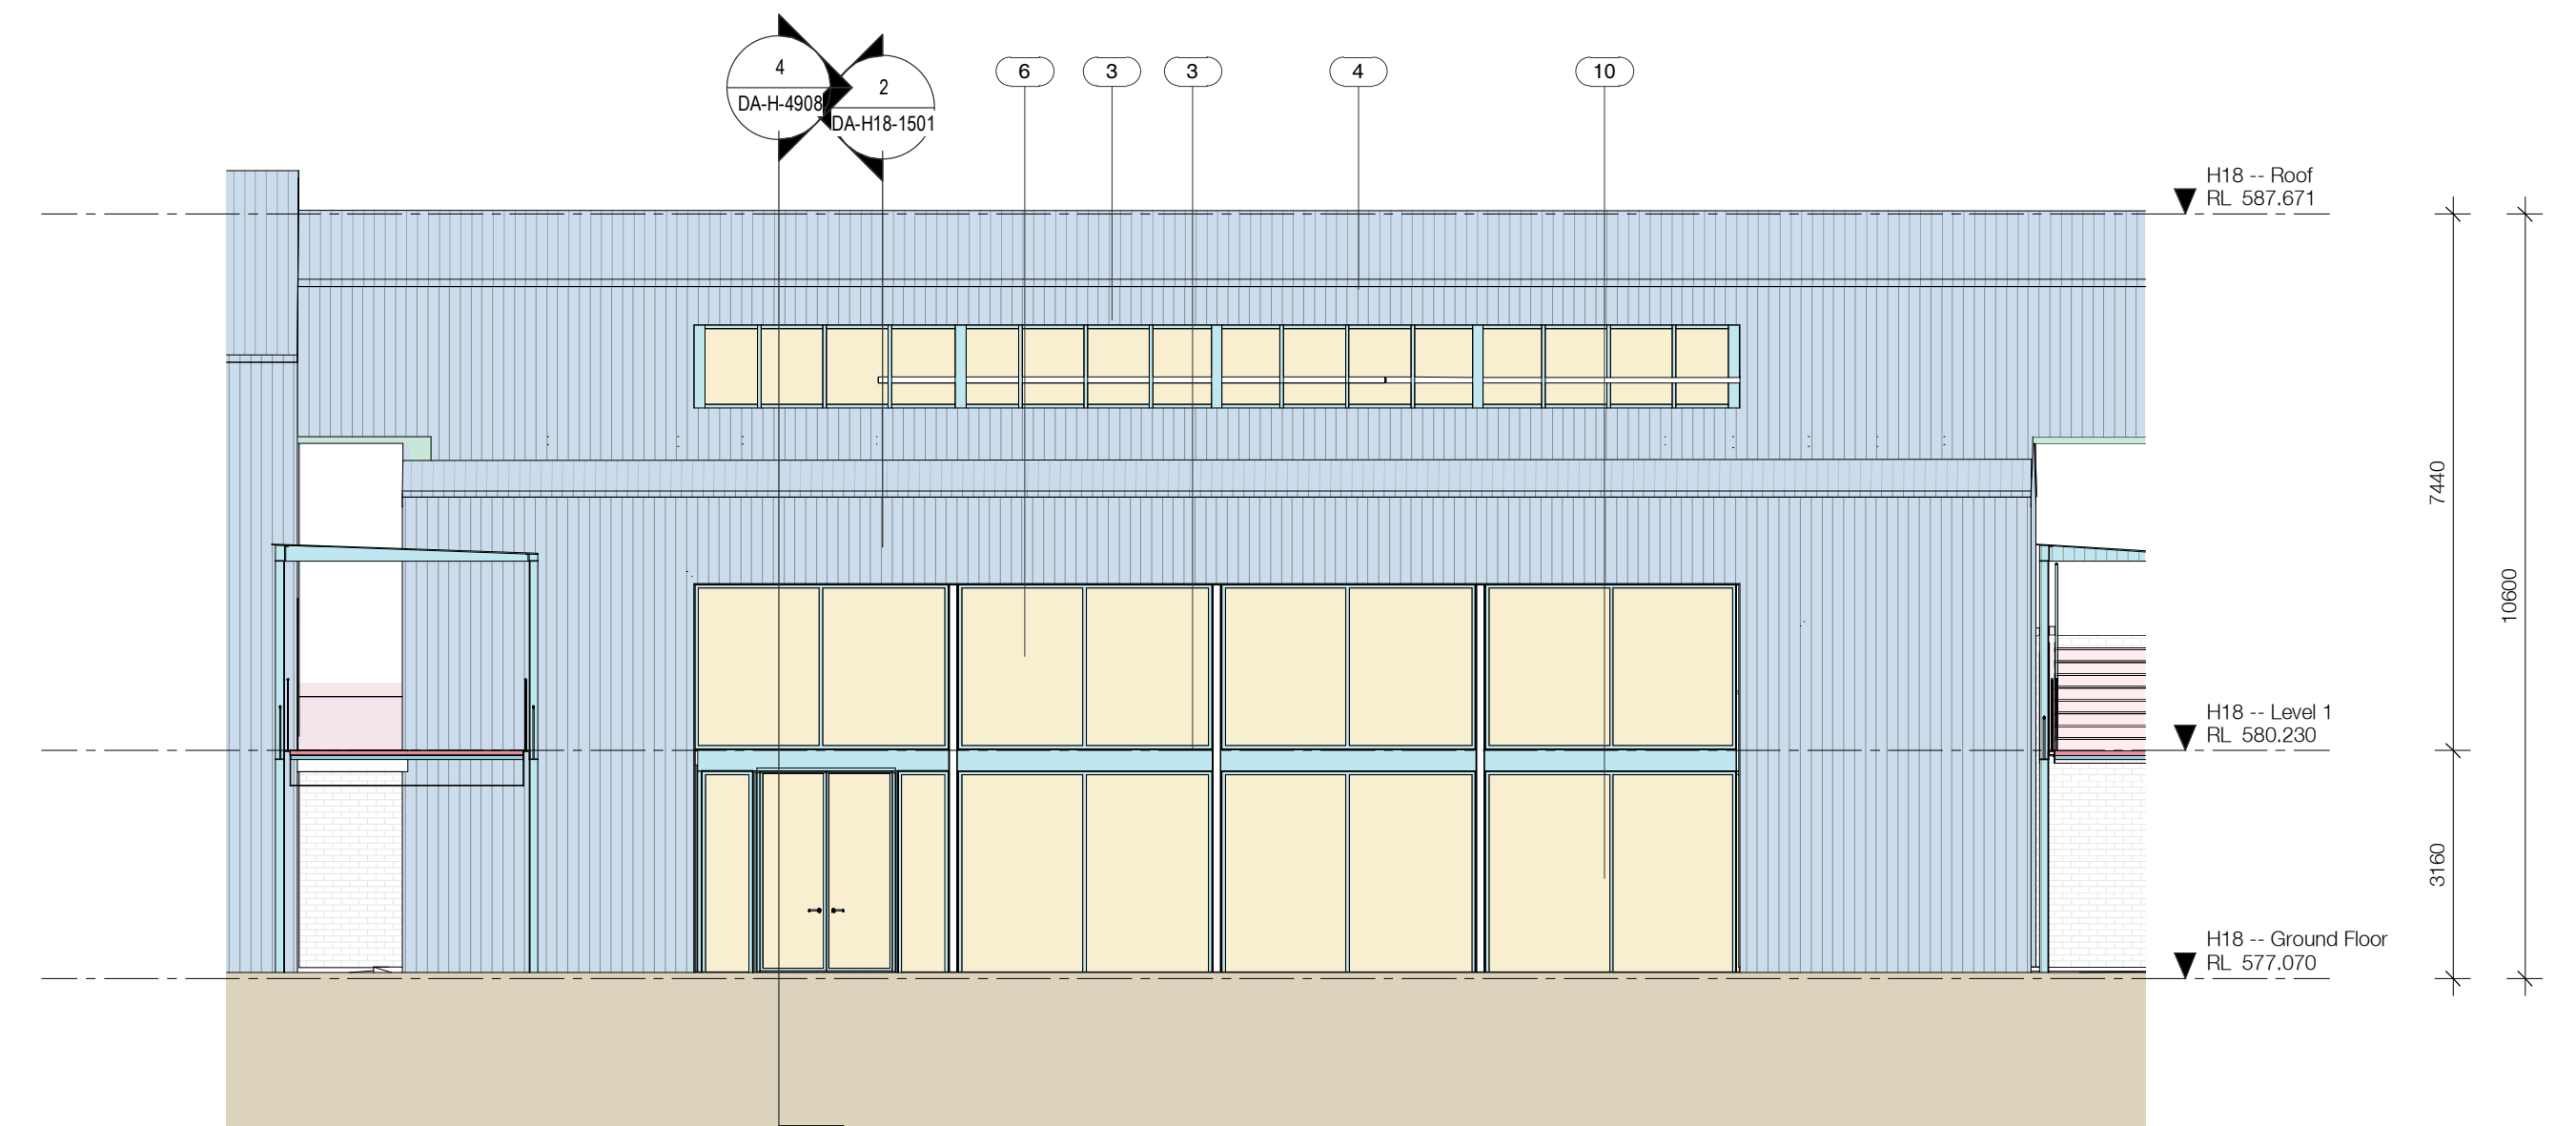 4
DA-H-4908
2
DA-H18-1501
6
3
3
4
10
H18 -- Roof
RL 587.671
7440
10600
H18 -- Level 1
RL 580.230
3160
H18 -- Ground Floor
RL 577.070